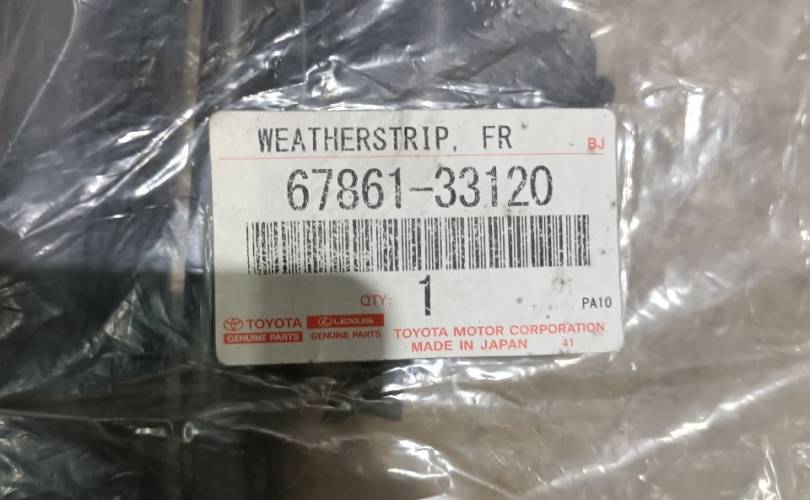 WEATHERSTRIP, FR BJ
67861-33120
QTY: 1
PA10
TOYOTA LEXUS
GENUINE PARTS GENUINE PARTS
TOYOTA MOTOR CORPORATION
MADE IN JAPAN 41